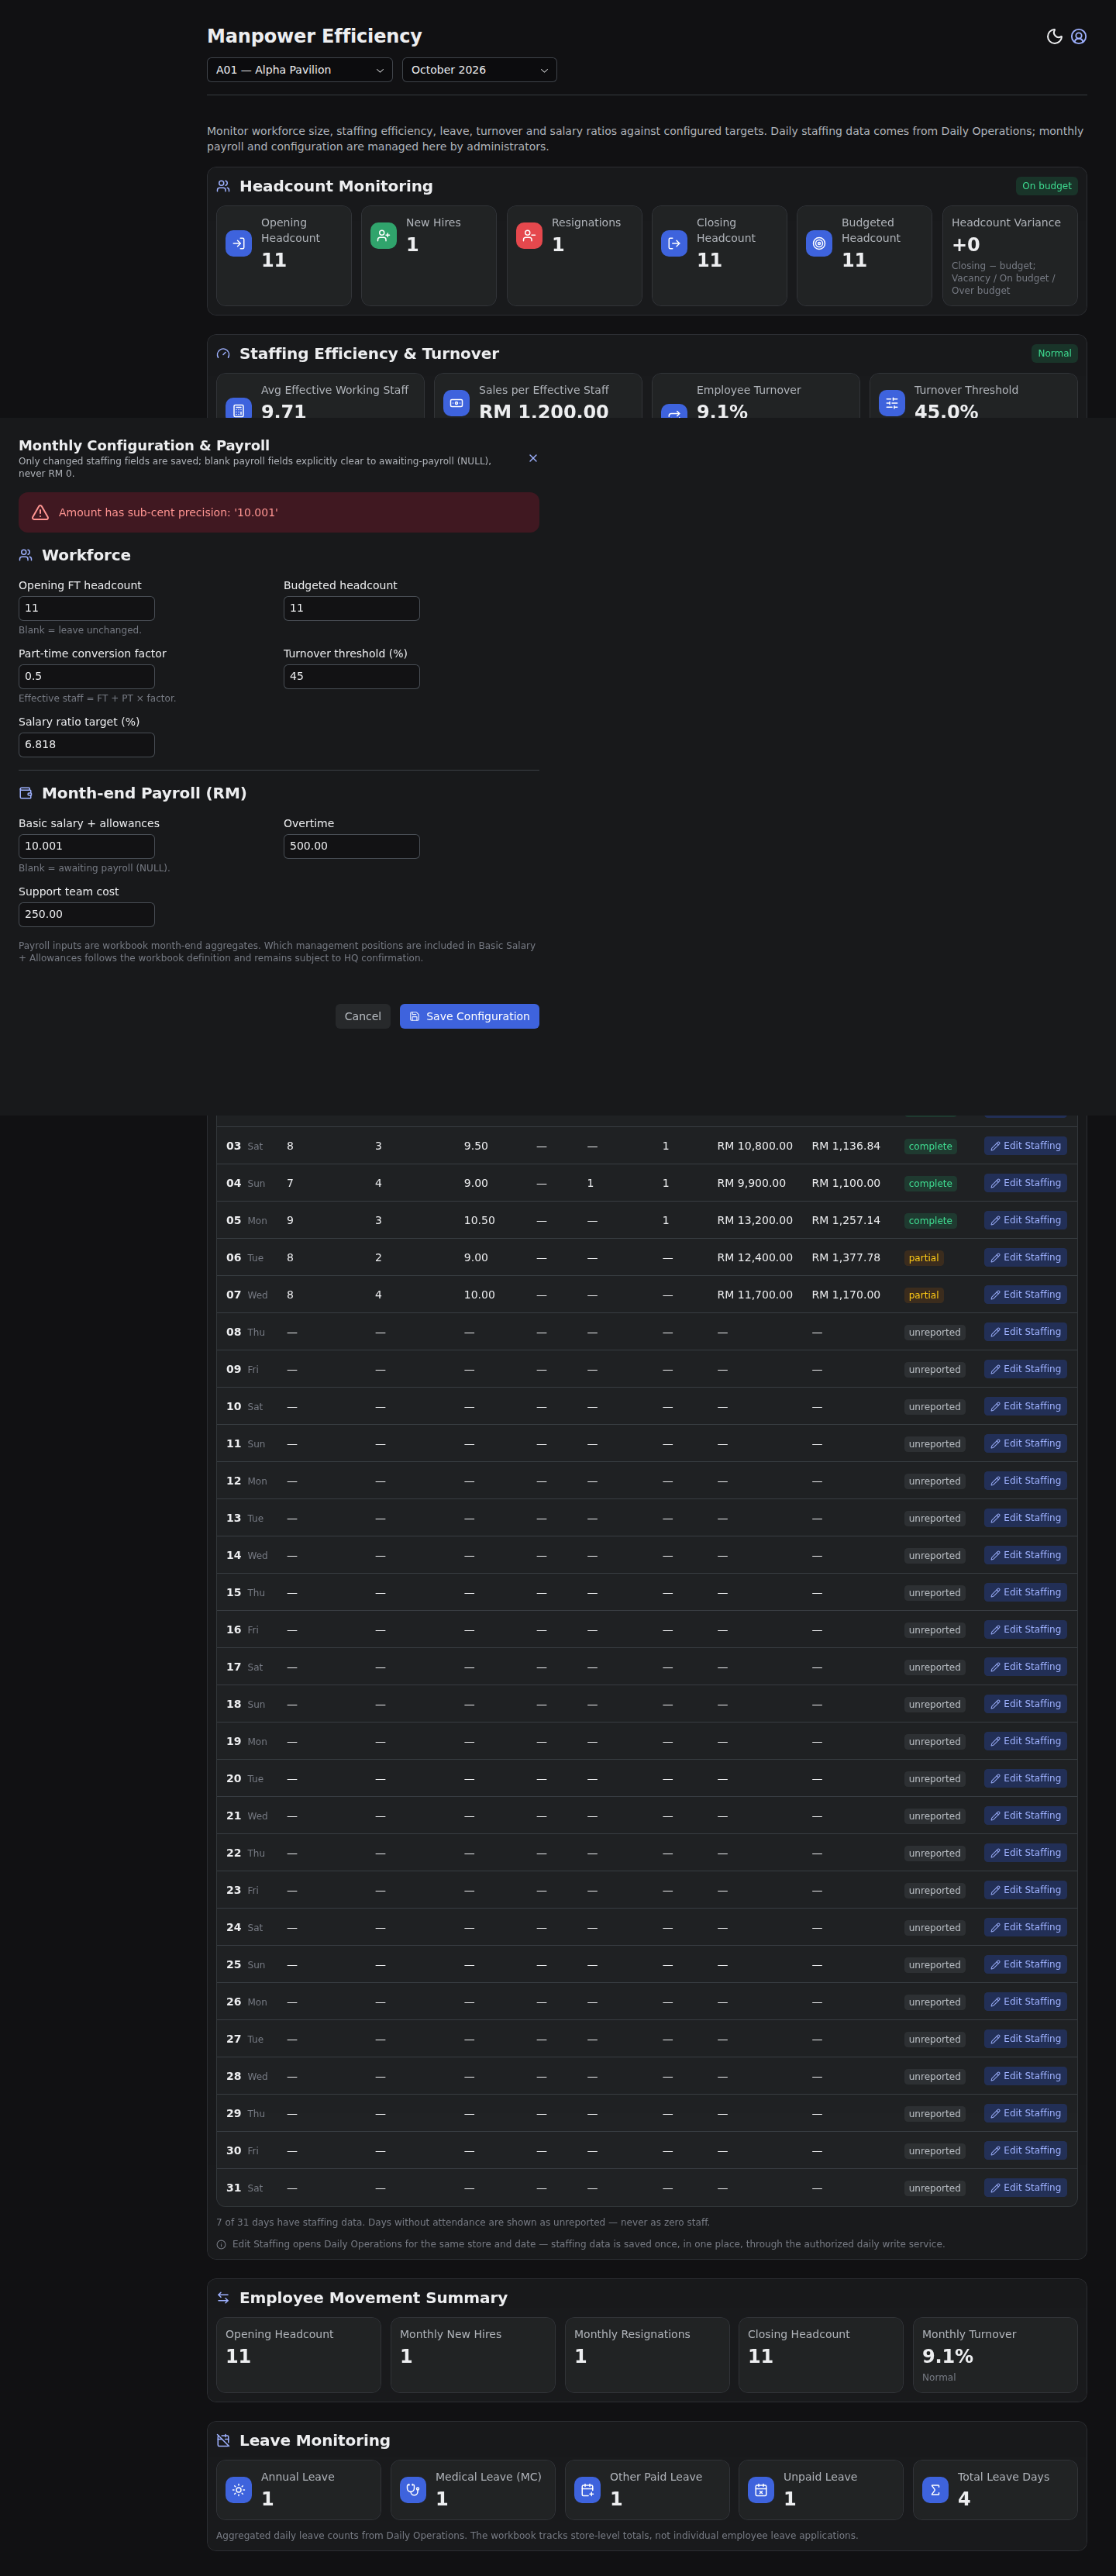 Manpower Efficiency
A01 — Alpha Pavilion
October 2026
Monitor workforce size, staffing efficiency, leave, turnover and salary ratios against configured targets. Daily staffing data comes from Daily Operations; monthly
payroll and configuration are managed here by administrators.
Headcount Monitoring
On budget
Opening
Headcount
11
New Hires
1
Resignations
1
Closing
Headcount
11
Budgeted
Headcount
11
Headcount Variance
+0
Closing − budget;
Vacancy / On budget /
Over budget
Staffing Efficiency & Turnover
Normal
Avg Effective Working Staff
9.71
Sales per Effective Staff
RM 1,200.00
Employee Turnover
9.1%
Turnover Threshold
45.0%
Monthly Configuration & Payroll
Only changed staffing fields are saved; blank payroll fields explicitly clear to awaiting-payroll (NULL),
never RM 0.
Amount has sub-cent precision: '10.001'
Workforce
Opening FT headcount
11
Blank = leave unchanged.
Budgeted headcount
11
Part-time conversion factor
0.5
Effective staff = FT + PT × factor.
Turnover threshold (%)
45
Salary ratio target (%)
6.818
Month-end Payroll (RM)
Basic salary + allowances
10.001
Blank = awaiting payroll (NULL).
Overtime
500.00
Support team cost
250.00
Payroll inputs are workbook month-end aggregates. Which management positions are included in Basic Salary
+ Allowances follows the workbook definition and remains subject to HQ confirmation.
Cancel
Save Configuration
03 Sat 8 3 9.50 — — 1 RM 10,800.00 RM 1,136.84 complete Edit Staffing
04 Sun 7 4 9.00 — 1 1 RM 9,900.00 RM 1,100.00 complete Edit Staffing
05 Mon 9 3 10.50 — — 1 RM 13,200.00 RM 1,257.14 complete Edit Staffing
06 Tue 8 2 9.00 — — — RM 12,400.00 RM 1,377.78 partial Edit Staffing
07 Wed 8 4 10.00 — — — RM 11,700.00 RM 1,170.00 partial Edit Staffing
08 Thu — — — — — — — — unreported Edit Staffing
09 Fri — — — — — — — — unreported Edit Staffing
10 Sat — — — — — — — — unreported Edit Staffing
11 Sun — — — — — — — — unreported Edit Staffing
12 Mon — — — — — — — — unreported Edit Staffing
13 Tue — — — — — — — — unreported Edit Staffing
14 Wed — — — — — — — — unreported Edit Staffing
15 Thu — — — — — — — — unreported Edit Staffing
16 Fri — — — — — — — — unreported Edit Staffing
17 Sat — — — — — — — — unreported Edit Staffing
18 Sun — — — — — — — — unreported Edit Staffing
19 Mon — — — — — — — — unreported Edit Staffing
20 Tue — — — — — — — — unreported Edit Staffing
21 Wed — — — — — — — — unreported Edit Staffing
22 Thu — — — — — — — — unreported Edit Staffing
23 Fri — — — — — — — — unreported Edit Staffing
24 Sat — — — — — — — — unreported Edit Staffing
25 Sun — — — — — — — — unreported Edit Staffing
26 Mon — — — — — — — — unreported Edit Staffing
27 Tue — — — — — — — — unreported Edit Staffing
28 Wed — — — — — — — — unreported Edit Staffing
29 Thu — — — — — — — — unreported Edit Staffing
30 Fri — — — — — — — — unreported Edit Staffing
31 Sat — — — — — — — — unreported Edit Staffing
7 of 31 days have staffing data. Days without attendance are shown as unreported — never as zero staff.
Edit Staffing opens Daily Operations for the same store and date — staffing data is saved once, in one place, through the authorized daily write service.
Employee Movement Summary
Opening Headcount
11
Monthly New Hires
1
Monthly Resignations
1
Closing Headcount
11
Monthly Turnover
9.1%
Normal
Leave Monitoring
Annual Leave
1
Medical Leave (MC)
1
Other Paid Leave
1
Unpaid Leave
1
Total Leave Days
4
Aggregated daily leave counts from Daily Operations. The workbook tracks store-level totals, not individual employee leave applications.